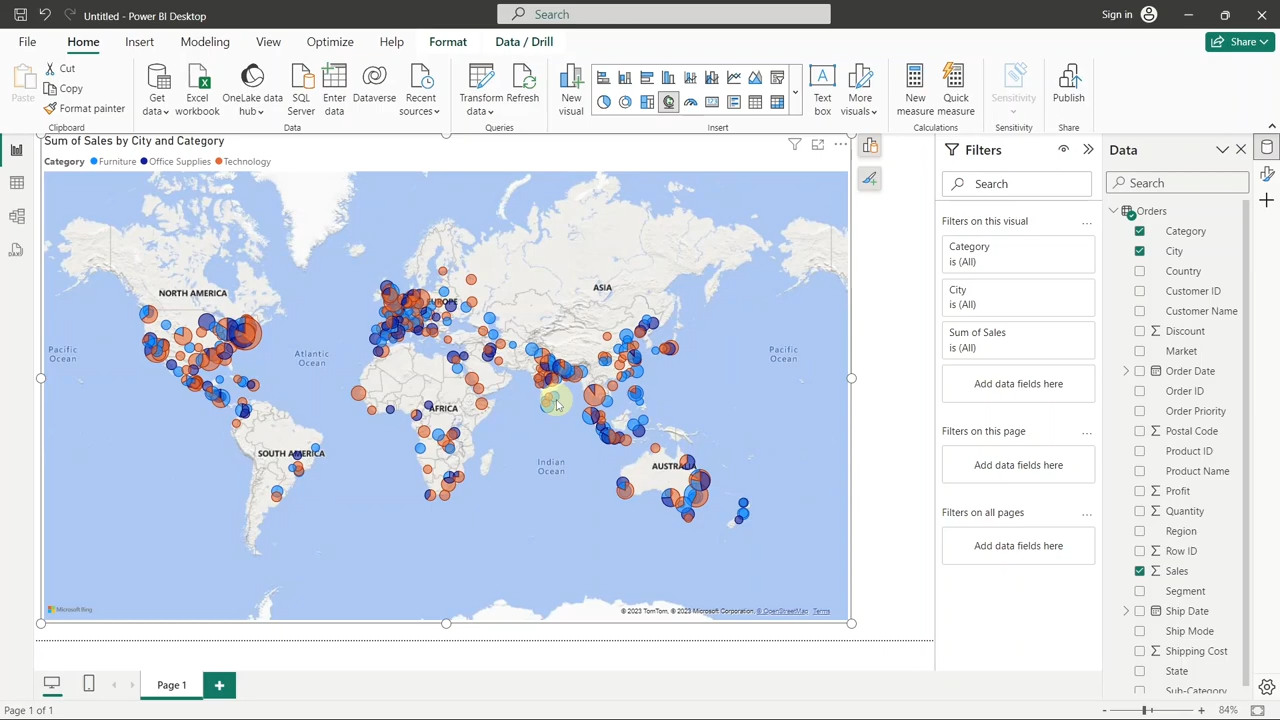 Untitled - Power BI Desktop
Search
Sign in
File
Home
Insert
Modeling
View
Optimize
Help
Format
Data / Drill
Share
Paste
Cut
Copy
Format painter
Clipboard
Get data
Excel workbook
OneLake data hub
SQL Server
Enter data
Dataverse
Recent sources
Data
Transform data
Refresh
Queries
New visual
Text box
More visuals
Insert
New measure
Quick measure
Calculations
Sensitivity
Sensitivity
Publish
Share
Sum of Sales by City and Category
Category Furniture Office Supplies Technology
NORTH AMERICA
EUROPE
ASIA
Pacific
Ocean
Atlantic
Ocean
Pacific
Ocean
AFRICA
SOUTH AMERICA
Indian
Ocean
AUSTRALIA
Microsoft Bing
© 2023 TomTom, © 2023 Microsoft Corporation, © OpenStreetMap Terms
Filters
Search
Filters on this visual ...
Category
is (All)
City
is (All)
Sum of Sales
is (All)
Add data fields here
Filters on this page ...
Add data fields here
Filters on all pages ...
Add data fields here
Data
Search
Orders
Category
City
Country
Customer ID
Customer Name
Discount
Market
Order Date
Order ID
Order Priority
Postal Code
Product ID
Product Name
Profit
Quantity
Region
Row ID
Sales
Segment
Ship Date
Ship Mode
Shipping Cost
State
Sub-Category
Page 1
Page 1 of 1
84%